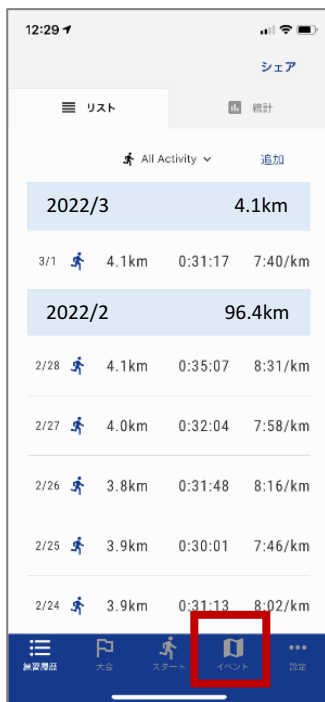 12:29
シェア
リスト 統計
All Activity 追加
2022/3 4.1km
3/1 4.1km 0:31:17 7:40/km
2022/2 96.4km
2/28 4.1km 0:35:07 8:31/km
2/27 4.0km 0:32:04 7:58/km
2/26 3.8km 0:31:48 8:16/km
2/25 3.9km 0:30:01 7:46/km
2/24 3.9km 0:31:13 8:02/km
練習履歴 大会 スタート イベント 設定